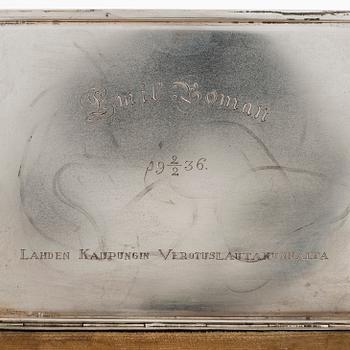 Emil Boman
19 2/2 36.
LAHDEN KAUPUNGIN VEROTUSLAUTAKUNNALTA